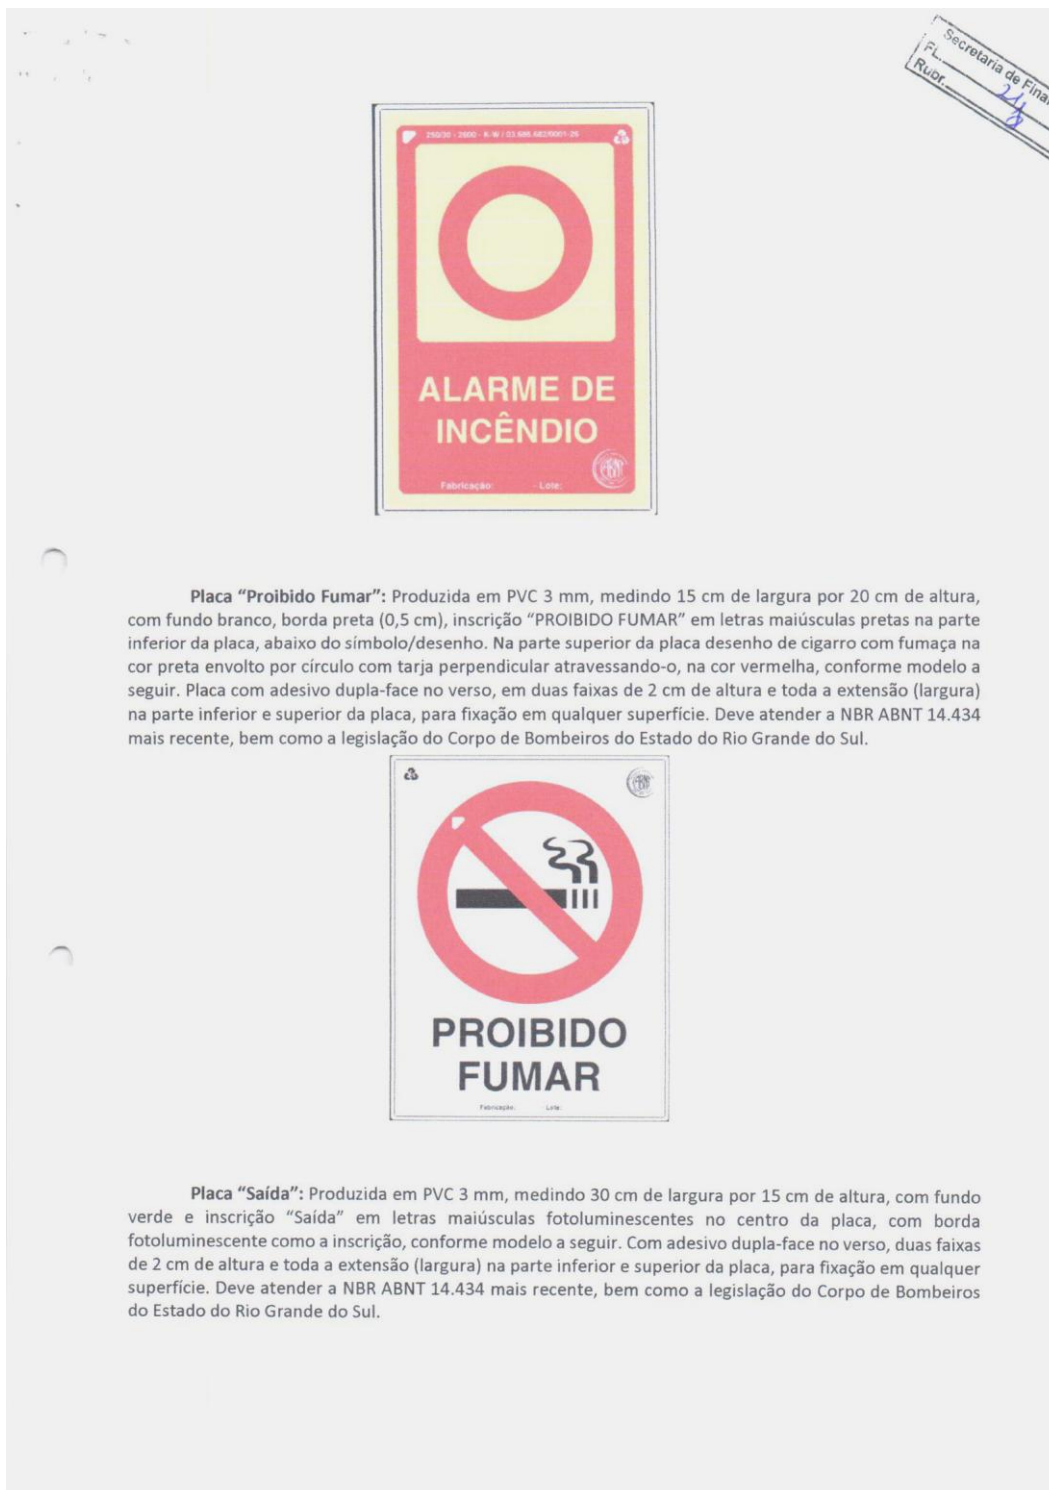 Secretaria de Finan
FL.
Rubr.
ALARME DE
INCÊNDIO
Fabricação: - Lote:
Placa “Proibido Fumar”: Produzida em PVC 3 mm, medindo 15 cm de largura por 20 cm de altura,
com fundo branco, borda preta (0,5 cm), inscrição “PROIBIDO FUMAR” em letras maiúsculas pretas na parte
inferior da placa, abaixo do símbolo/desenho. Na parte superior da placa desenho de cigarro com fumaça na
cor preta envolto por círculo com tarja perpendicular atravessando-o, na cor vermelha, conforme modelo a
seguir. Placa com adesivo dupla-face no verso, em duas faixas de 2 cm de altura e toda a extensão (largura)
na parte inferior e superior da placa, para fixação em qualquer superfície. Deve atender a NBR ABNT 14.434
mais recente, bem como a legislação do Corpo de Bombeiros do Estado do Rio Grande do Sul.
PROIBIDO
FUMAR
Fabricação: - Lote:
Placa “Saída”: Produzida em PVC 3 mm, medindo 30 cm de largura por 15 cm de altura, com fundo
verde e inscrição “Saída” em letras maiúsculas fotoluminescentes no centro da placa, com borda
fotoluminescente como a inscrição, conforme modelo a seguir. Com adesivo dupla-face no verso, duas faixas
de 2 cm de altura e toda a extensão (largura) na parte inferior e superior da placa, para fixação em qualquer
superfície. Deve atender a NBR ABNT 14.434 mais recente, bem como a legislação do Corpo de Bombeiros
do Estado do Rio Grande do Sul.